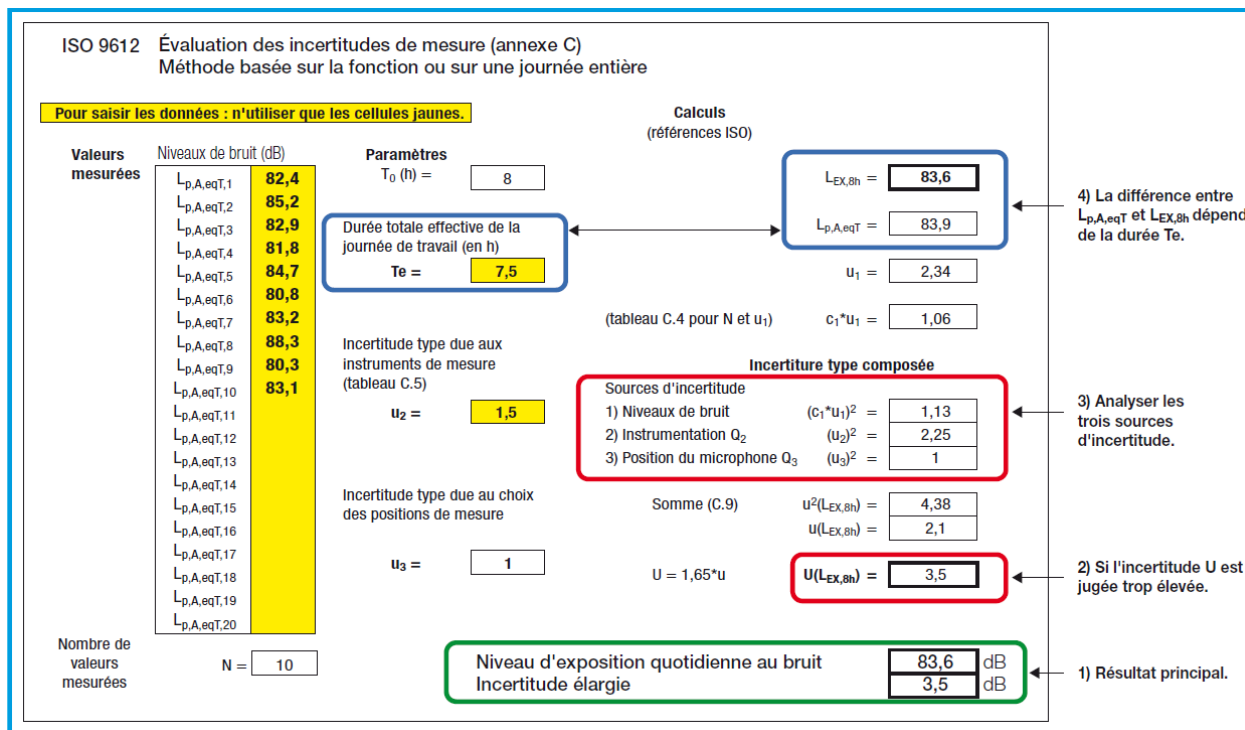 ISO 9612 Évaluation des incertitudes de mesure (annexe C)
Méthode basée sur la fonction ou sur une journée entière
Pour saisir les données : n'utiliser que les cellules jaunes.
Calculs
(références ISO)
Valeurs mesurées
Niveaux de bruit (dB)
Lp,A,eqT,1 82,4
Lp,A,eqT,2 85,2
Lp,A,eqT,3 82,9
Lp,A,eqT,4 81,8
Lp,A,eqT,5 84,7
Lp,A,eqT,6 80,8
Lp,A,eqT,7 83,2
Lp,A,eqT,8 88,3
Lp,A,eqT,9 80,3
Lp,A,eqT,10 83,1
Lp,A,eqT,11
Lp,A,eqT,12
Lp,A,eqT,13
Lp,A,eqT,14
Lp,A,eqT,15
Lp,A,eqT,16
Lp,A,eqT,17
Lp,A,eqT,18
Lp,A,eqT,19
Lp,A,eqT,20
Nombre de
valeurs
mesurées
N = 10
Paramètres
T0 (h) = 8
Durée totale effective de la
journée de travail (en h)
Te = 7,5
Incertitude type due aux
instruments de mesure
(tableau C.5)
u2 = 1,5
Incertitude type due au choix
des positions de mesure
u3 = 1
LEX,8h = 83,6
Lp,A,eqT = 83,9
u1 = 2,34
(tableau C.4 pour N et u1) c1*u1 = 1,06
Incertiture type composée
Sources d'incertitude
1) Niveaux de bruit (c1*u1)² = 1,13
2) Instrumentation Q2 (u2)² = 2,25
3) Position du microphone Q3 (u3)² = 1
Somme (C.9) u²(LEX,8h) = 4,38
u(LEX,8h) = 2,1
U = 1,65*u U(LEX,8h) = 3,5
Niveau d'exposition quotidienne au bruit 83,6 dB
Incertitude élargie 3,5 dB
4) La différence entre
Lp,A,eqT et LEX,8h dépend
de la durée Te.
3) Analyser les
trois sources
d'incertitude.
2) Si l'incertitude U est
jugée trop élevée.
1) Résultat principal.